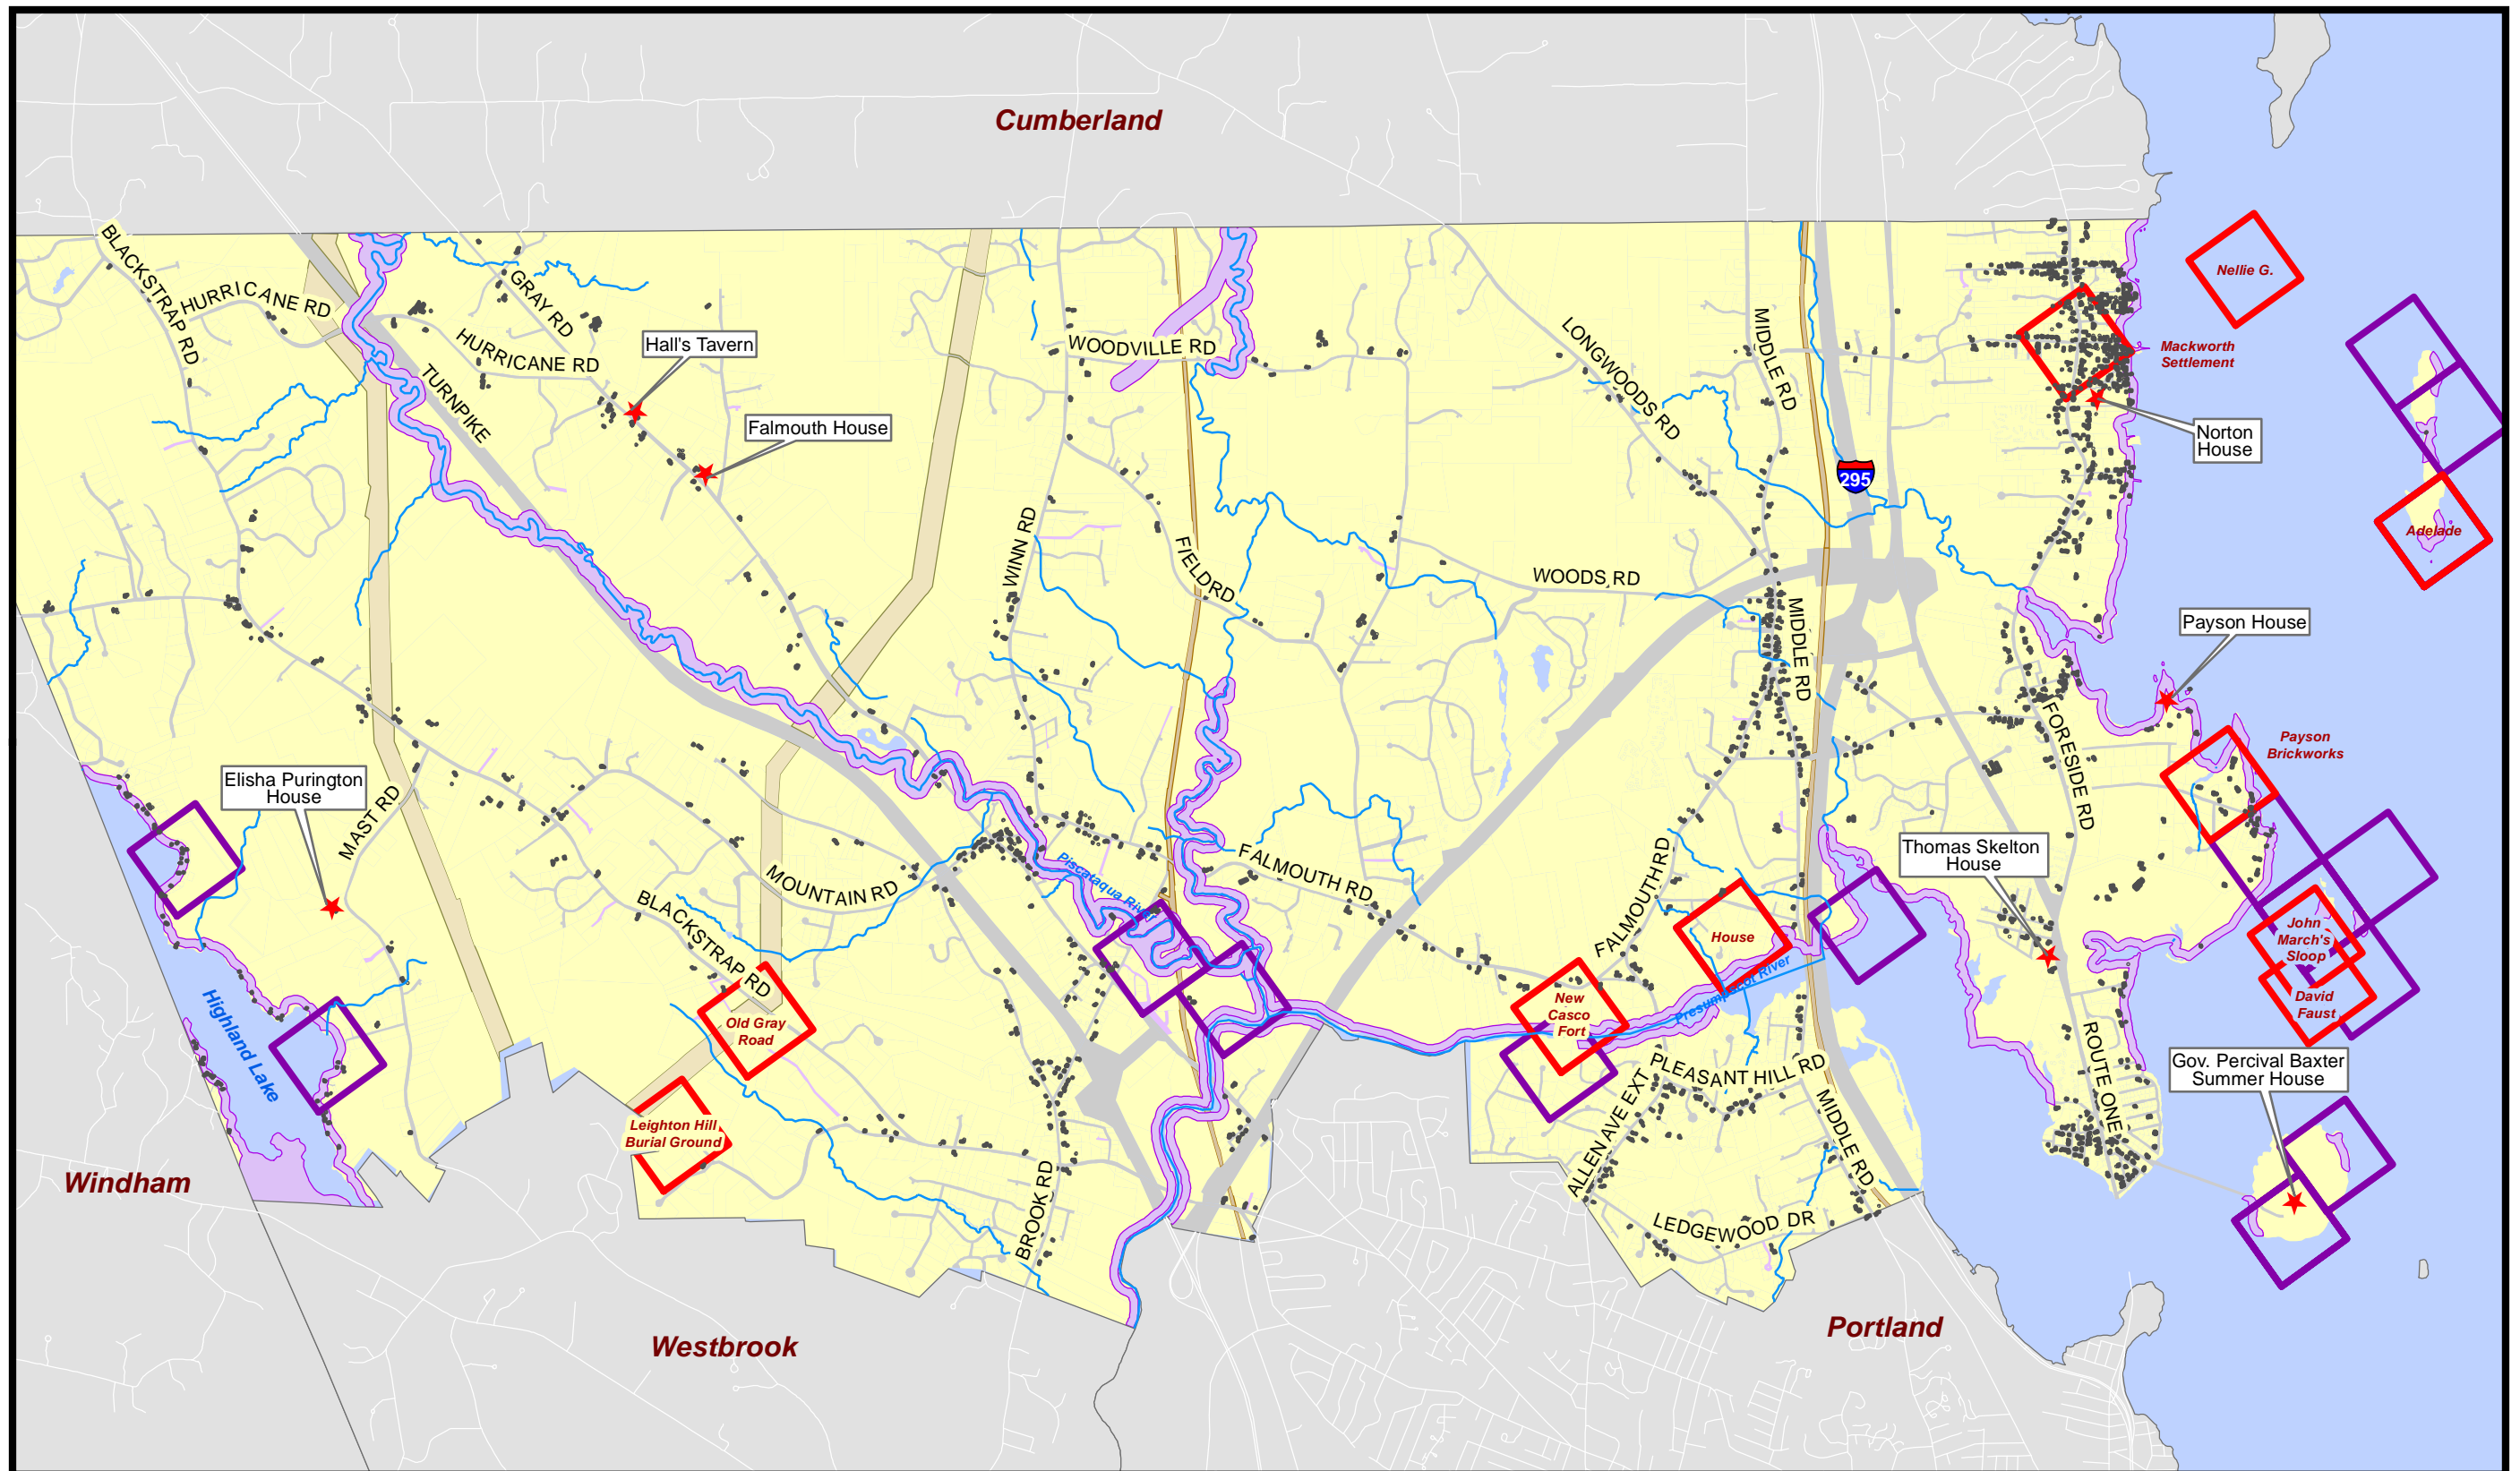 Cumberland
BLACKSTRAP RD
HURRICANE RD
GRAY RD
HURRICANE RD
TURNPIKE
Hall's Tavern
Falmouth House
WOODVILLE RD
LONGWOODS RD
MIDDLE RD
295
Nellie G.
Mackworth
Settlement
Norton
House
Adelade
WINN RD
FIELD RD
WOODS RD
MIDDLE RD
Payson House
FORESIDE RD
Payson
Brickworks
Elisha Purington
House
MAST RD
MOUNTAIN RD
BLACKSTRAP RD
Piscataqua River
FALMOUTH RD
FALMOUTH RD
House
Presumpscot River
Thomas Skelton
House
John
March's
Sloop
David
Faust
New
Casco
Fort
Old Gray
Road
Highland Lake
Leighton Hill
Burial Ground
PLEASANT HILL RD
ALLEN AVE EXT
MIDDLE RD
ROUTE ONE
Gov. Percival Baxter
Summer House
BROOK RD
LEDGEWOOD DR
Windham
Westbrook
Portland